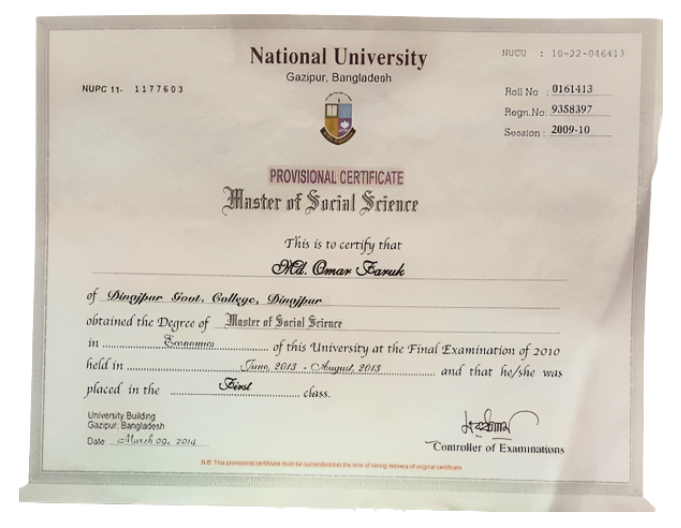 National University
Gazipur, Bangladesh
NUCU : 10-22-046413
NUPC 11- 1177603
Roll No : 0161413
Regn.No. 9358397
Session : 2009-10
PROVISIONAL CERTIFICATE
Master of Social Science
This is to certify that
Md. Omar Faruk
of Dinajpur Govt. College, Dinajpur
obtained the Degree of Master of Social Science
in Economics of this University at the Final Examination of 2010
held in June, 2013 - August, 2013 and that he/she was
placed in the First class.
University Building
Gazipur, Bangladesh
Date March 09, 2014
Controller of Examinations
N.B. This provisional certificate must be surrendered at the time of taking delivery of original certificate